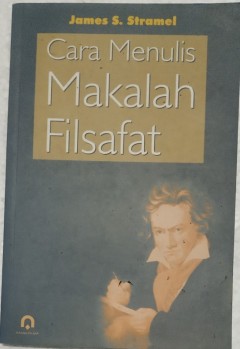 James S. Stramel
Cara Menulis
Makalah
Filsafat